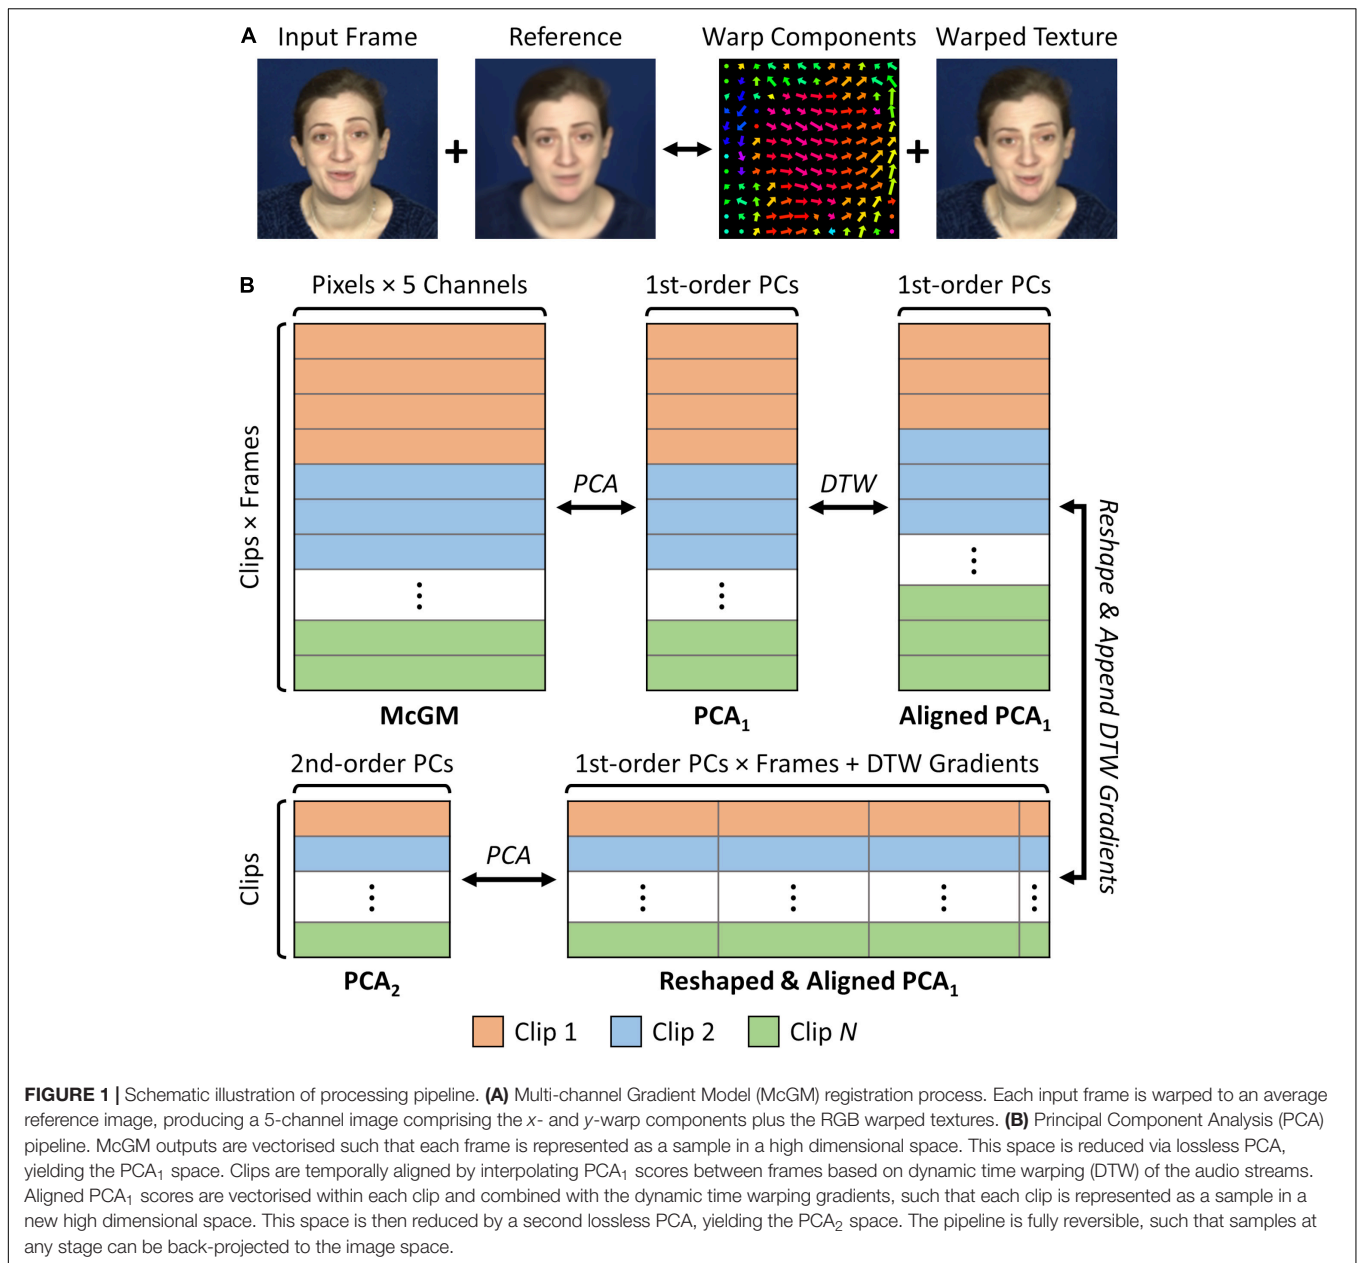 A Input Frame Reference Warp Components Warped Texture
+ +
B Pixels × 5 Channels 1st-order PCs 1st-order PCs
Clips × Frames
PCA DTW
Reshape & Append DTW Gradients
McGM PCA1 Aligned PCA1
2nd-order PCs 1st-order PCs × Frames + DTW Gradients
Clips
PCA
PCA2 Reshaped & Aligned PCA1
Clip 1 Clip 2 Clip N
FIGURE 1 | Schematic illustration of processing pipeline. (A) Multi-channel Gradient Model (McGM) registration process. Each input frame is warped to an average
reference image, producing a 5-channel image comprising the x- and y-warp components plus the RGB warped textures. (B) Principal Component Analysis (PCA)
pipeline. McGM outputs are vectorised such that each frame is represented as a sample in a high dimensional space. This space is reduced via lossless PCA,
yielding the PCA1 space. Clips are temporally aligned by interpolating PCA1 scores between frames based on dynamic time warping (DTW) of the audio streams.
Aligned PCA1 scores are vectorised within each clip and combined with the dynamic time warping gradients, such that each clip is represented as a sample in a
new high dimensional space. This space is then reduced by a second lossless PCA, yielding the PCA2 space. The pipeline is fully reversible, such that samples at
any stage can be back-projected to the image space.